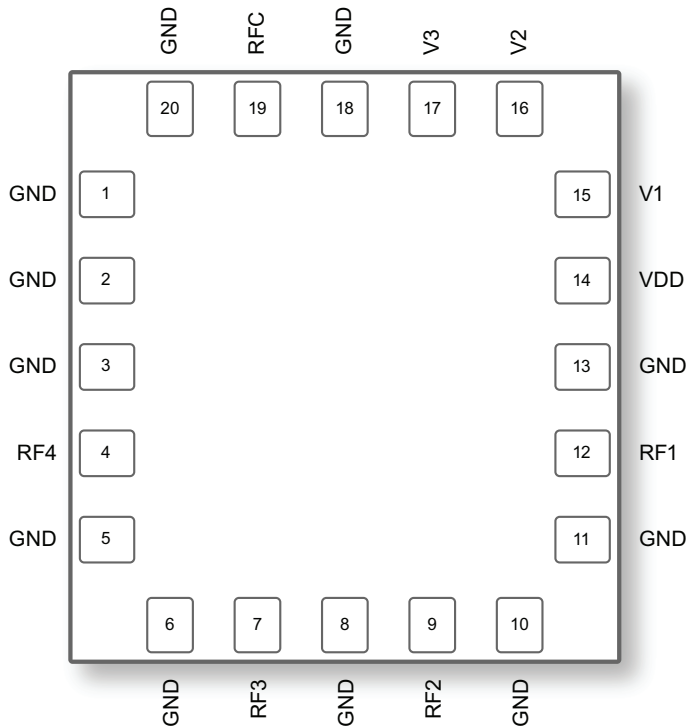 GND RFC GND V3 V2
20 19 18 17 16
GND 1 15 V1
GND 2 14 VDD
GND 3 13 GND
RF4 4 12 RF1
GND 5 11 GND
6 7 8 9 10
GND RF3 GND RF2 GND